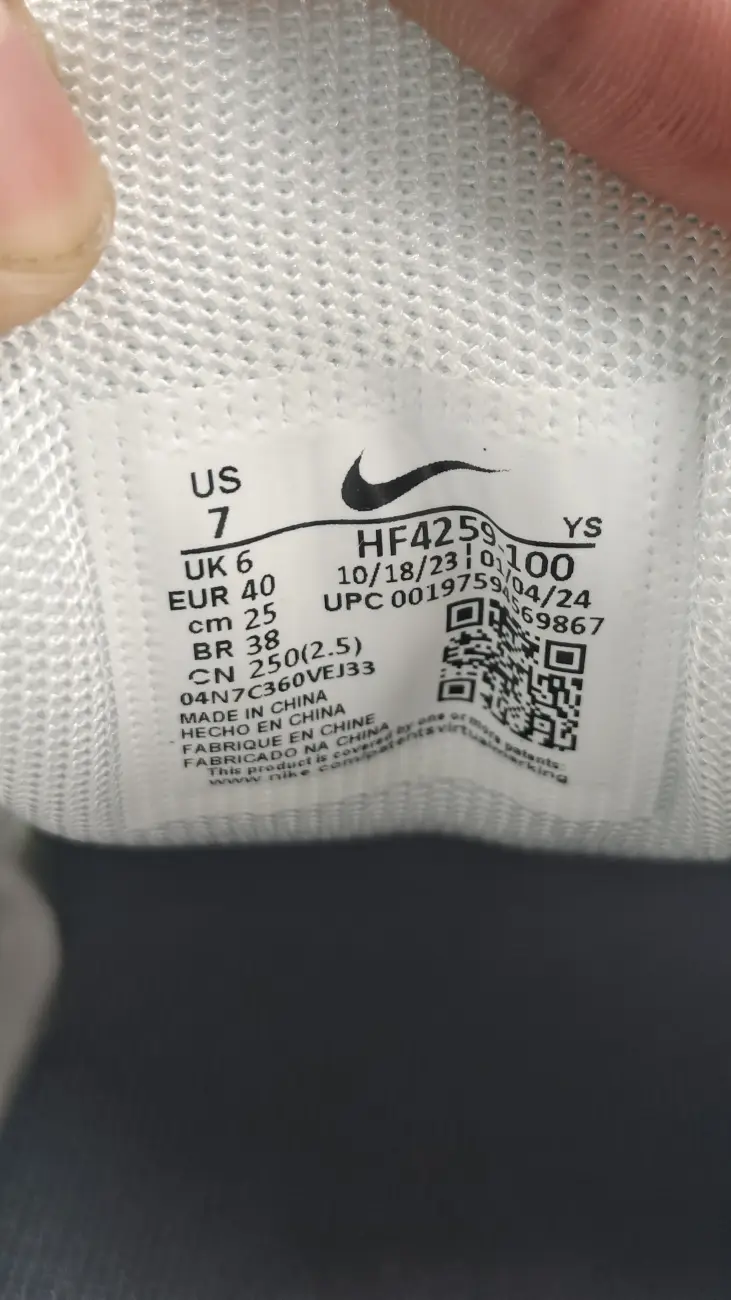 US
7
YS
UK 6
EUR 40
cm 25
BR 38
CN 250(2.5)
04N7C360VEJ33
HF4259-100
10/18/23 | 01/04/24
UPC 00197594569867
MADE IN CHINA
HECHO EN CHINA
FABRIQUE EN CHINE
FABRICADO NA CHINA
This product is covered by one or more patents:
www.nike.com/patentsvirtualmarking